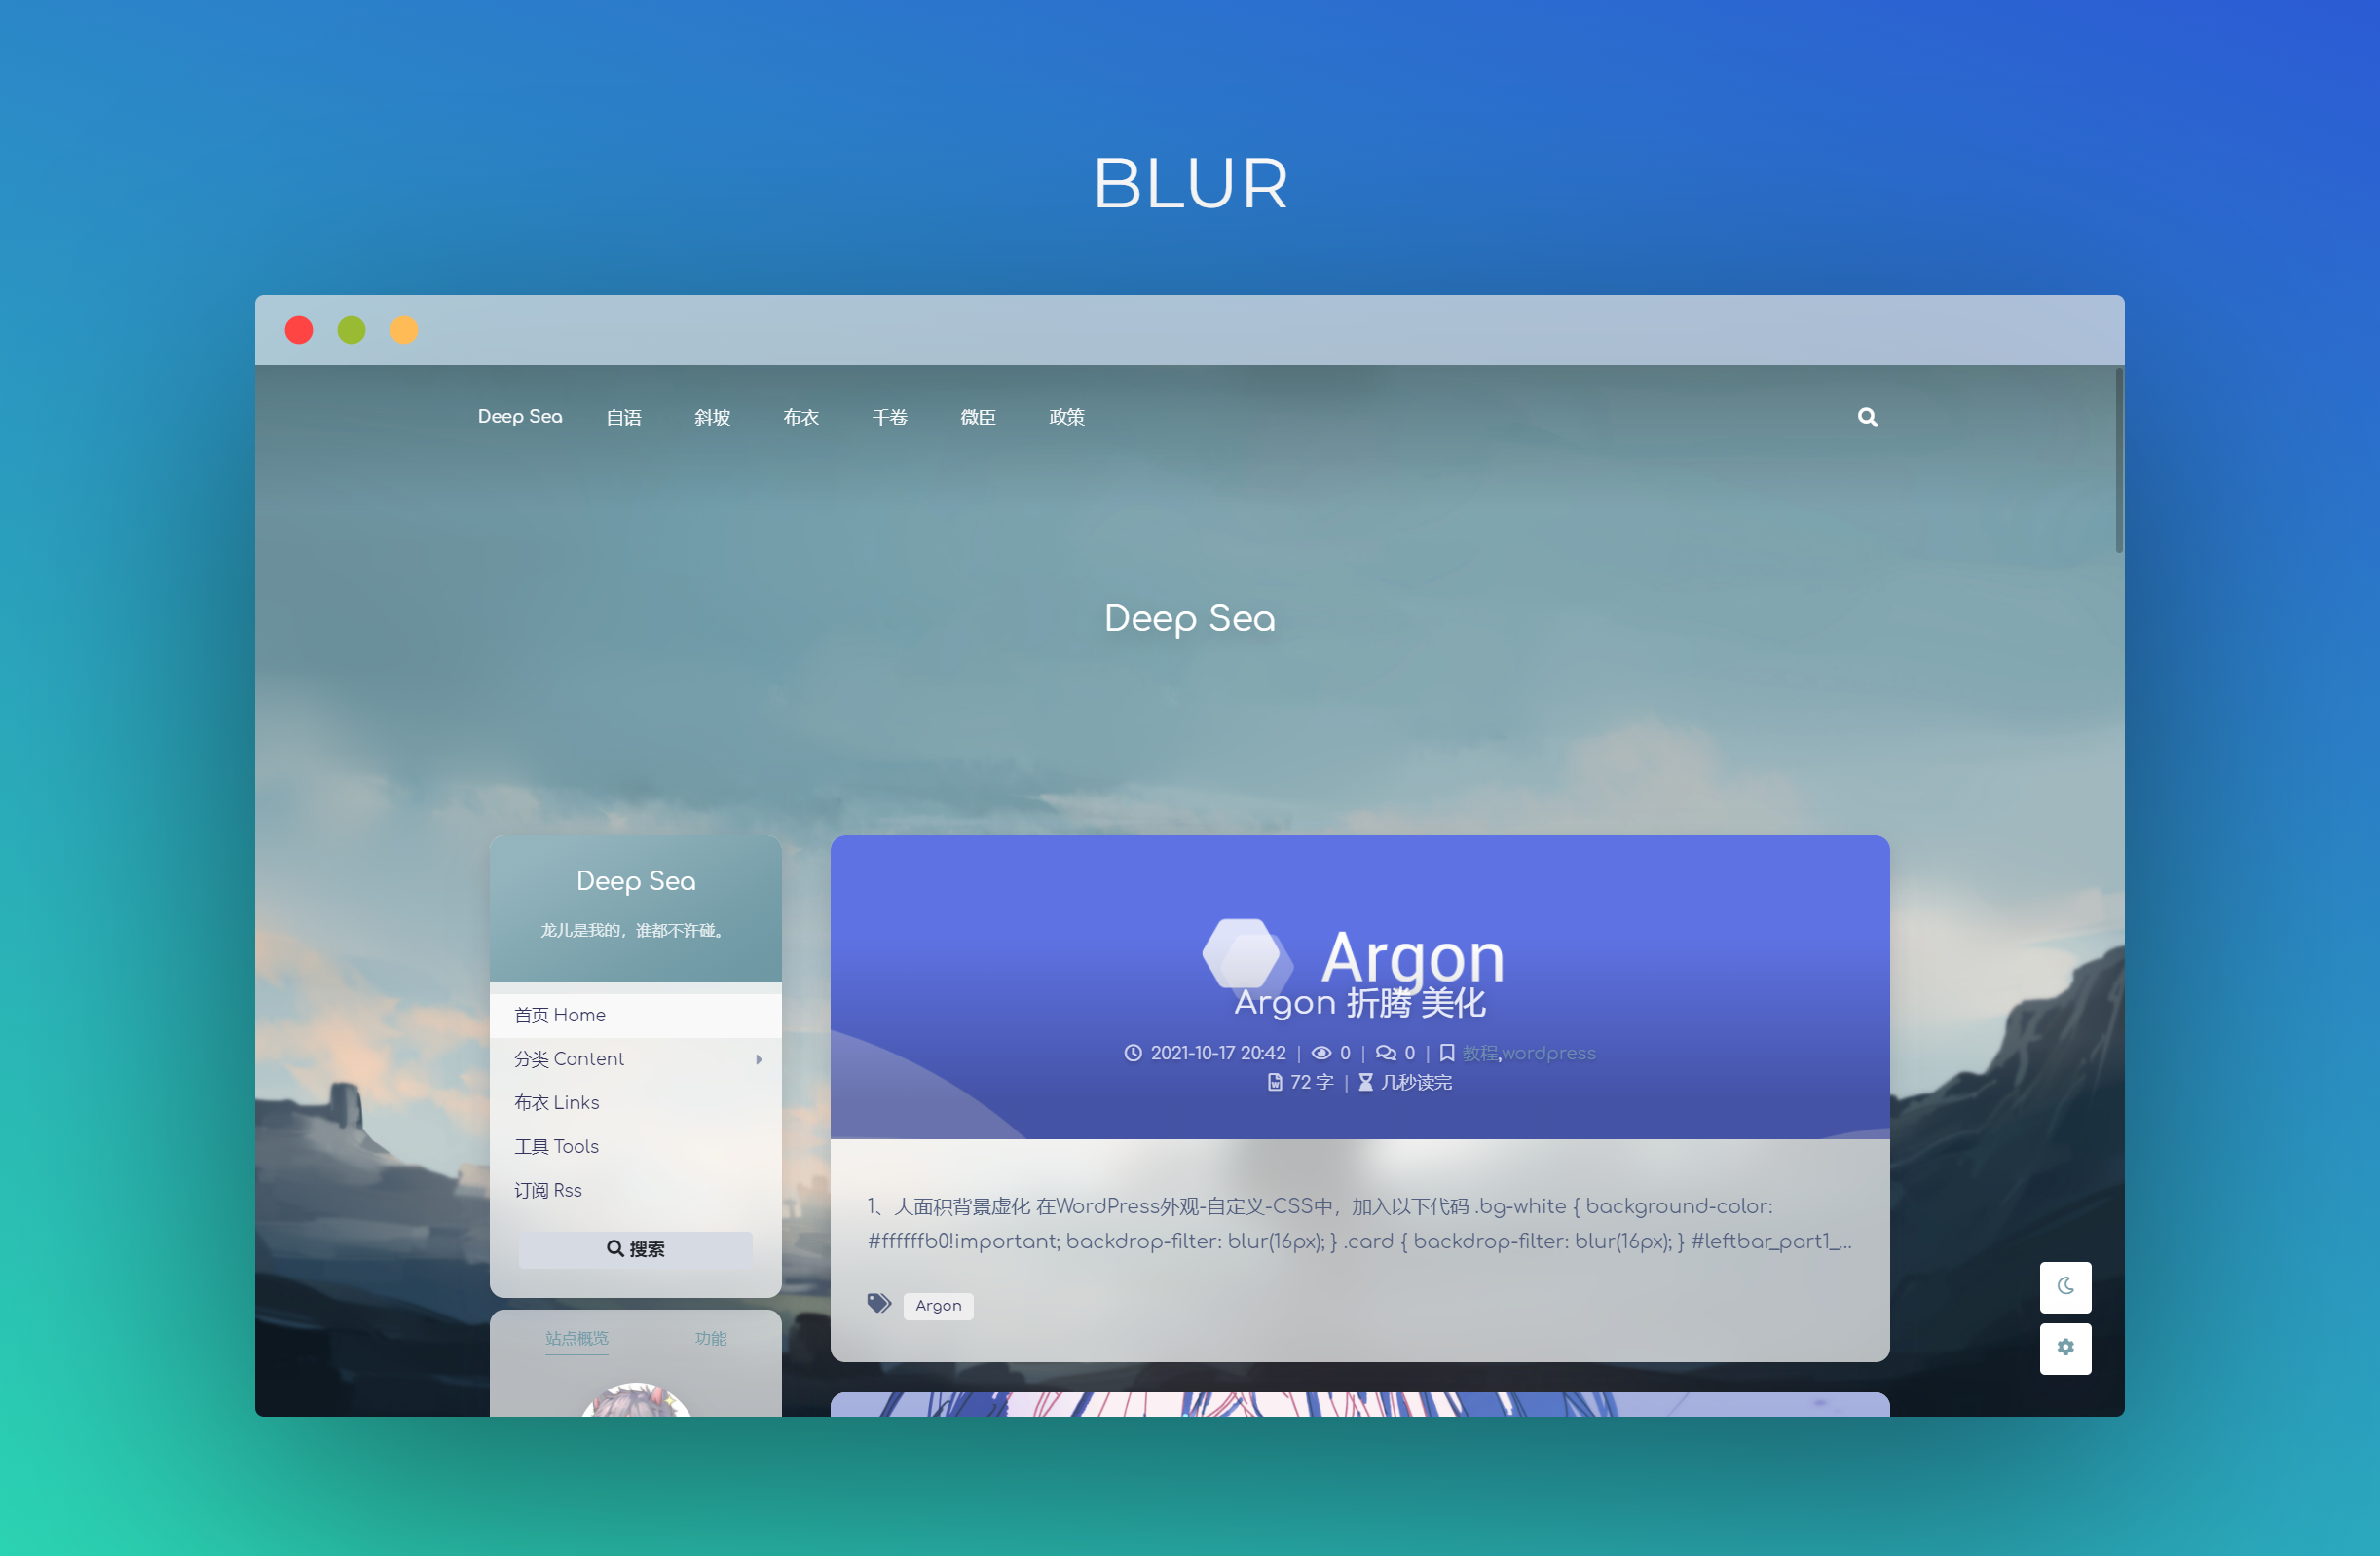 BLUR
Deep Sea 自语 斜坡 布衣 千卷 微臣 政策
Deep Sea
Deep Sea
龙儿是我的，谁都不许碰。
首页 Home
分类 Content
布衣 Links
工具 Tools
订阅 Rss
搜索
站点概览 功能
Argon
Argon 折腾 美化
2021-10-17 20:42 | 0 | 0 | 教程,wordpress
72 字 | 几秒读完
1、大面积背景虚化 在WordPress外观-自定义-CSS中，加入以下代码 .bg-white { background-color:
#ffffffb0!important; backdrop-filter: blur(16px); } .card { backdrop-filter: blur(16px); } #leftbar_part1_...
Argon